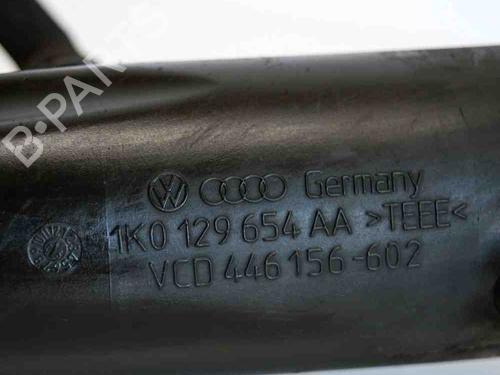 B-PARTS
Germany
1K0 129 654 AA >TEEE<
VCD 446 156-602